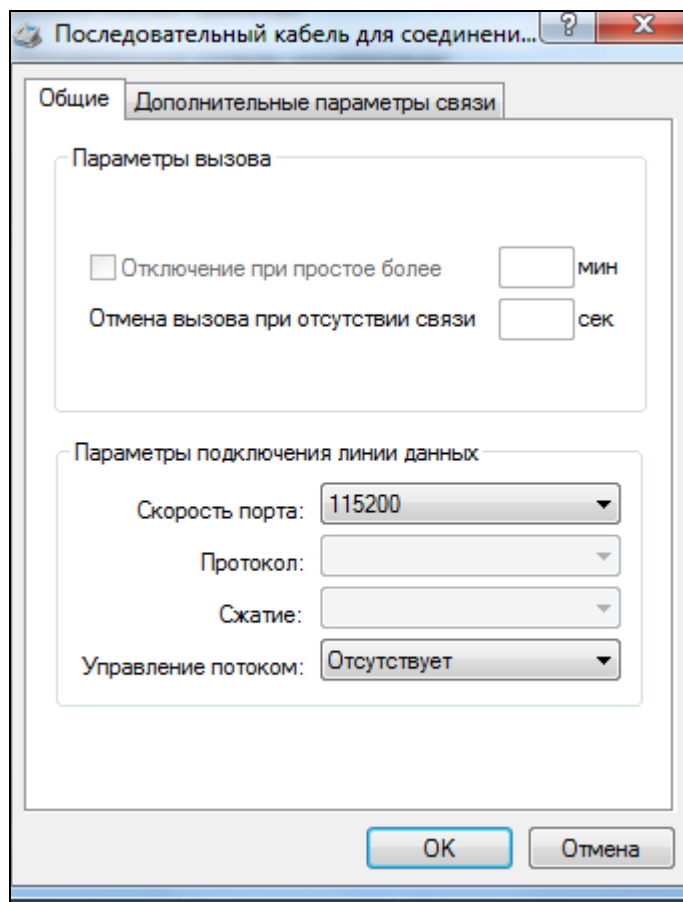 Последовательный кабель для соединени...
Общие Дополнительные параметры связи
Параметры вызова
Отключение при простое более мин
Отмена вызова при отсутствии связи сек
Параметры подключения линии данных
Скорость порта: 115200
Протокол:
Сжатие:
Управление потоком: Отсутствует
OK Отмена